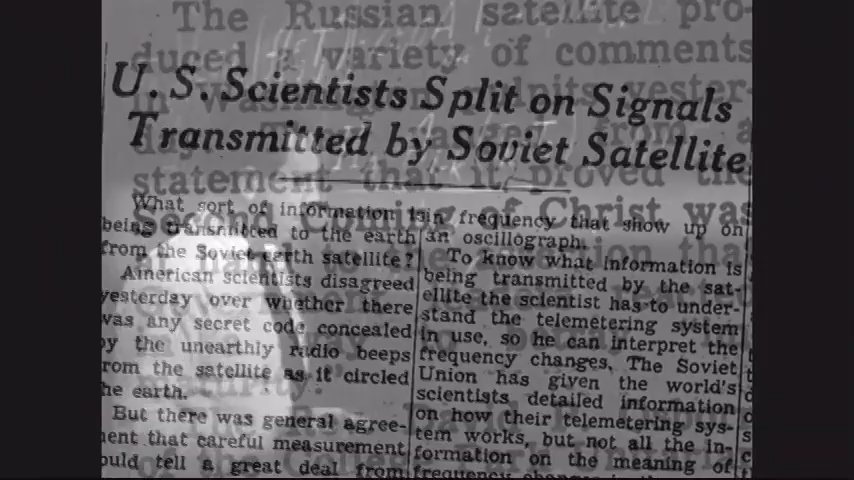 The Russian satellite pro-
duced a variety of comments
statement that it proved the
Second Coming of Christ was
U. S. Scientists Split on Signals
Transmitted by Soviet Satellite
What sort of information is
being transmitted to the earth
from the Soviet earth satellite?
American scientists disagreed
yesterday over whether there
was any secret code concealed
by the unearthly radio beeps
from the satellite as it circled
the earth.
But there was general agree-
ment that careful measurement
ould tell a great deal from
in frequency that show up on
an oscillograph.
To know what information is
being transmitted by the sat-
ellite the scientist has to under-
stand the telemetering system
in use, so he can interpret the
frequency changes. The Soviet
Union has given the world's
scientists detailed information
on how their telemetering sys-
tem works, but not all the in-
formation on the meaning of
frequency changes in the